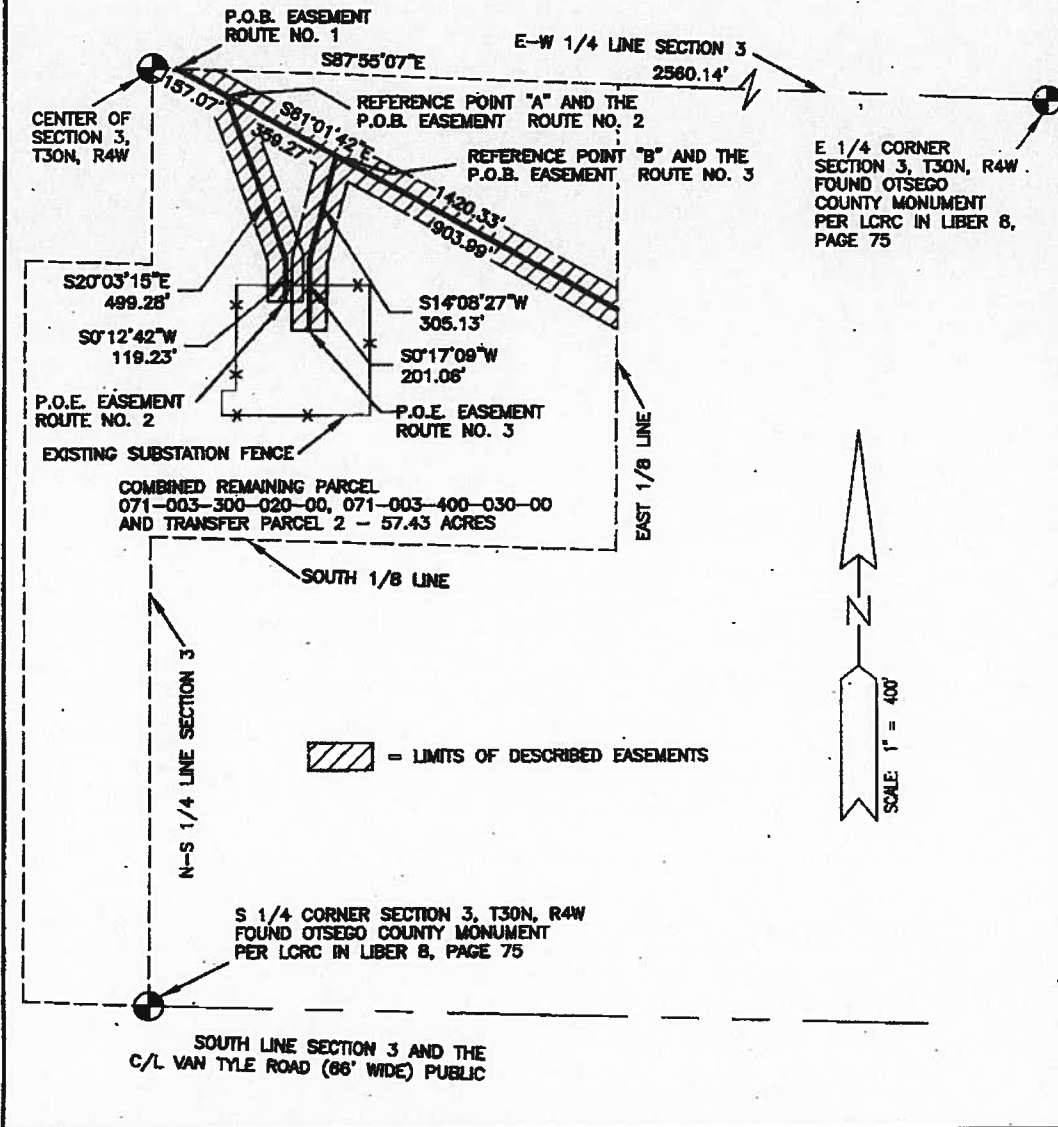 P.O.B. EASEMENT
ROUTE NO. 1
S87°55'07"E
E-W 1/4 LINE SECTION 3
2560.14'
157.07'
CENTER OF
SECTION 3,
T30N, R4W
REFERENCE POINT "A" AND THE
P.O.B. EASEMENT ROUTE NO. 2
S61°01'42"E
359.27'
REFERENCE POINT "B" AND THE
P.O.B. EASEMENT ROUTE NO. 3
1420.33'
903.99'
E 1/4 CORNER
SECTION 3, T30N, R4W
FOUND OTSEGO
COUNTY MONUMENT
PER LCRC IN LIBER 8,
PAGE 75
S20°03'15"E
499.28'
S14°08'27"W
305.13'
S0°12'42"W
119.23'
S0°17'09"W
201.06'
P.O.E. EASEMENT
ROUTE NO. 2
P.O.E. EASEMENT
ROUTE NO. 3
EXISTING SUBSTATION FENCE
EAST 1/8 LINE
COMBINED REMAINING PARCEL
071-003-300-020-00, 071-003-400-030-00
AND TRANSFER PARCEL 2 - 57.43 ACRES
SOUTH 1/8 LINE
N-S 1/4 LINE SECTION 3
N
SCALE: 1" = 400'
= LIMITS OF DESCRIBED EASEMENTS
S 1/4 CORNER SECTION 3, T30N, R4W
FOUND OTSEGO COUNTY MONUMENT
PER LCRC IN LIBER 8, PAGE 75
SOUTH LINE SECTION 3 AND THE
C/L VAN TYLE ROAD (66' WIDE) PUBLIC